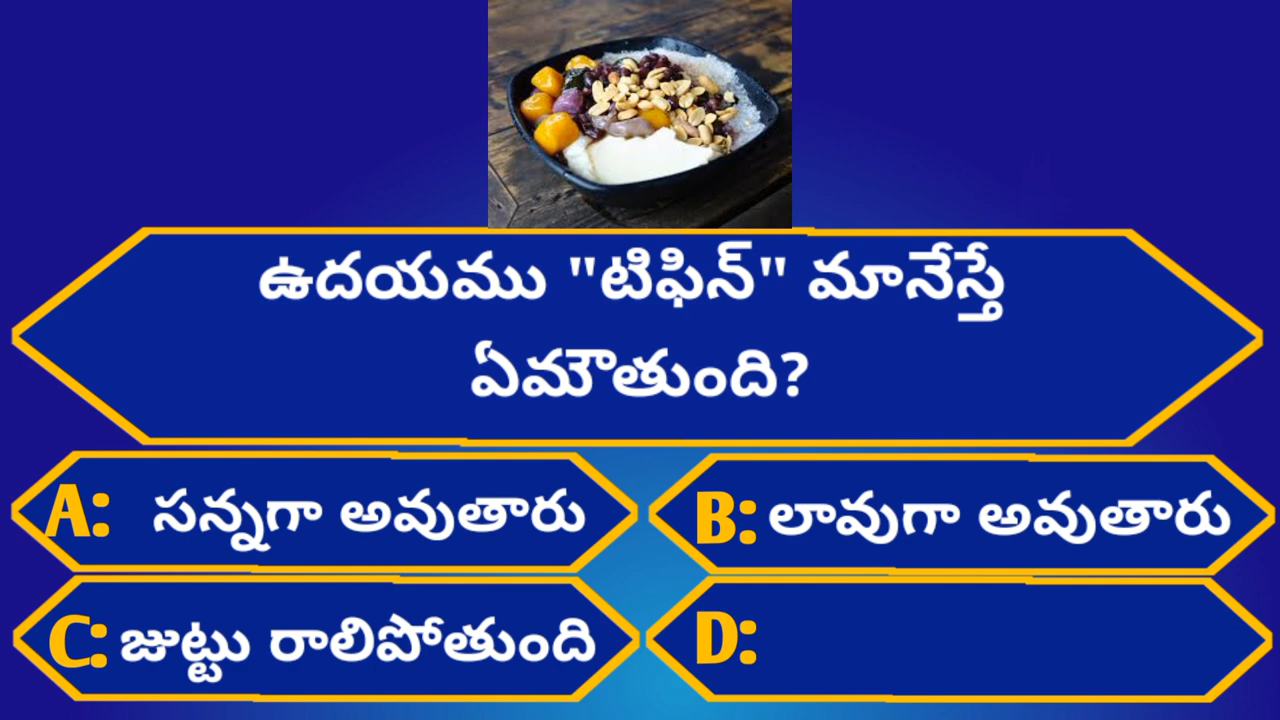 ఉదయము "టిఫిన్" మానేస్తే
ఏమౌతుంది?
A: సన్నగా అవుతారు
B: లావుగా అవుతారు
C: జుట్టు రాలిపోతుంది
D: